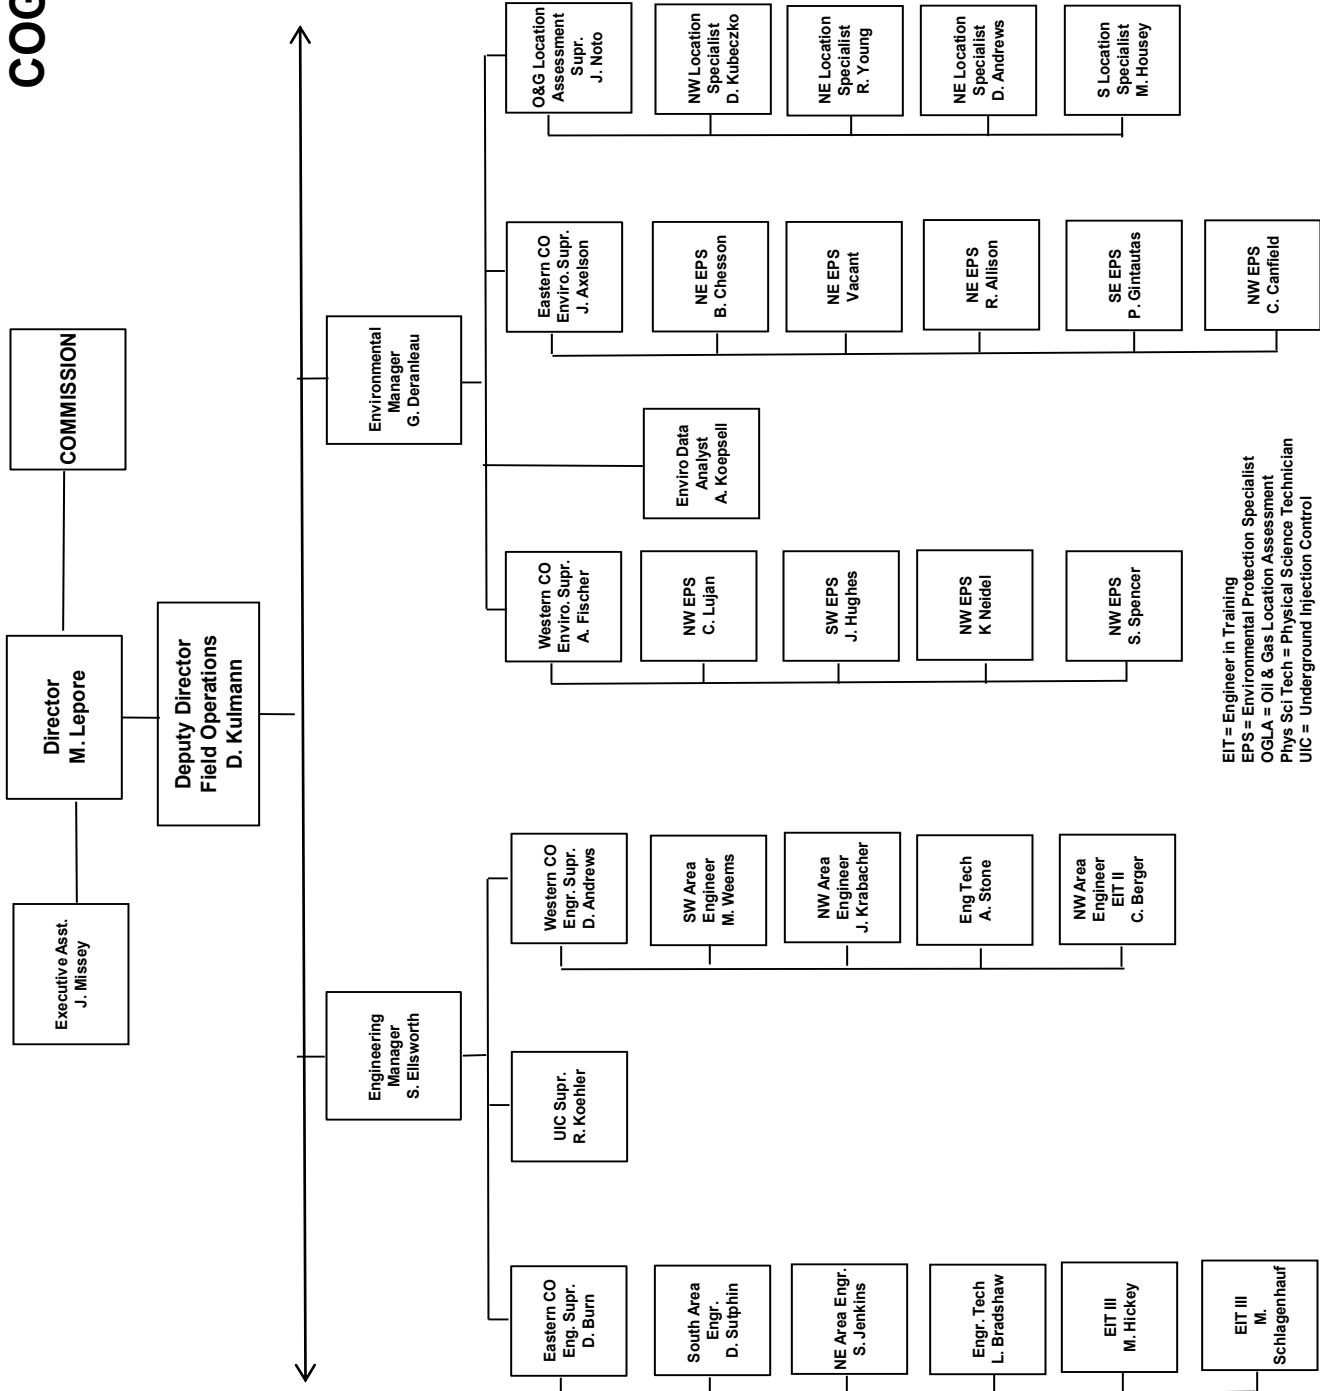 COG
COMMISSION
Director
M. Lepore
Executive Asst.
J. Missey
Deputy Director
Field Operations
D. Kulmann
Engineering
Manager
S. Ellsworth
Environmental
Manager
G. Deranleau
Eastern CO
Eng. Supr.
D. Burn
South Area
Engr.
D. Sutphin
NE Area Engr.
S. Jenkins
Engr. Tech
L. Bradshaw
EIT III
M. Hickey
EIT III
M.
Schlagenhauf
UIC Supr.
R. Koehler
Western CO
Engr. Supr.
D. Andrews
SW Area
Engineer
M. Weems
NW Area
Engineer
J. Krabacher
Eng Tech
A. Stone
NW Area
Engineer
EIT II
C. Berger
Western CO
Enviro. Supr.
A. Fischer
NW EPS
C. Lujan
SW EPS
J. Hughes
NW EPS
K Neidel
NW EPS
S. Spencer
Enviro Data
Analyst
A. Koepsell
Eastern CO
Enviro. Supr.
J. Axelson
NE EPS
B. Chesson
NE EPS
Vacant
NE EPS
R. Allison
SE EPS
P. Gintautas
NW EPS
C. Canfield
O&G Location
Assessment
Supr.
J. Noto
NW Location
Specialist
D. Kubeczko
NE Location
Specialist
R. Young
NE Location
Specialist
D. Andrews
S Location
Specialist
M. Housey
EIT = Engineer in Training
EPS = Environmental Protection Specialist
OGLA = Oil & Gas Location Assessment
Phys Sci Tech = Physical Science Technician
UIC = Underground Injection Control